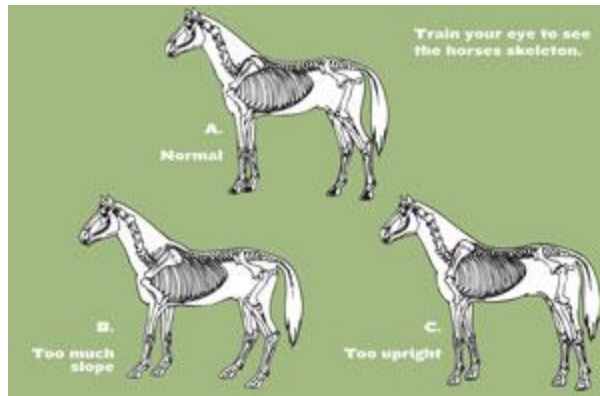 Train your eye to see
the horses skeleton.
A.
Normal
B.
Too much
slope
C.
Too upright